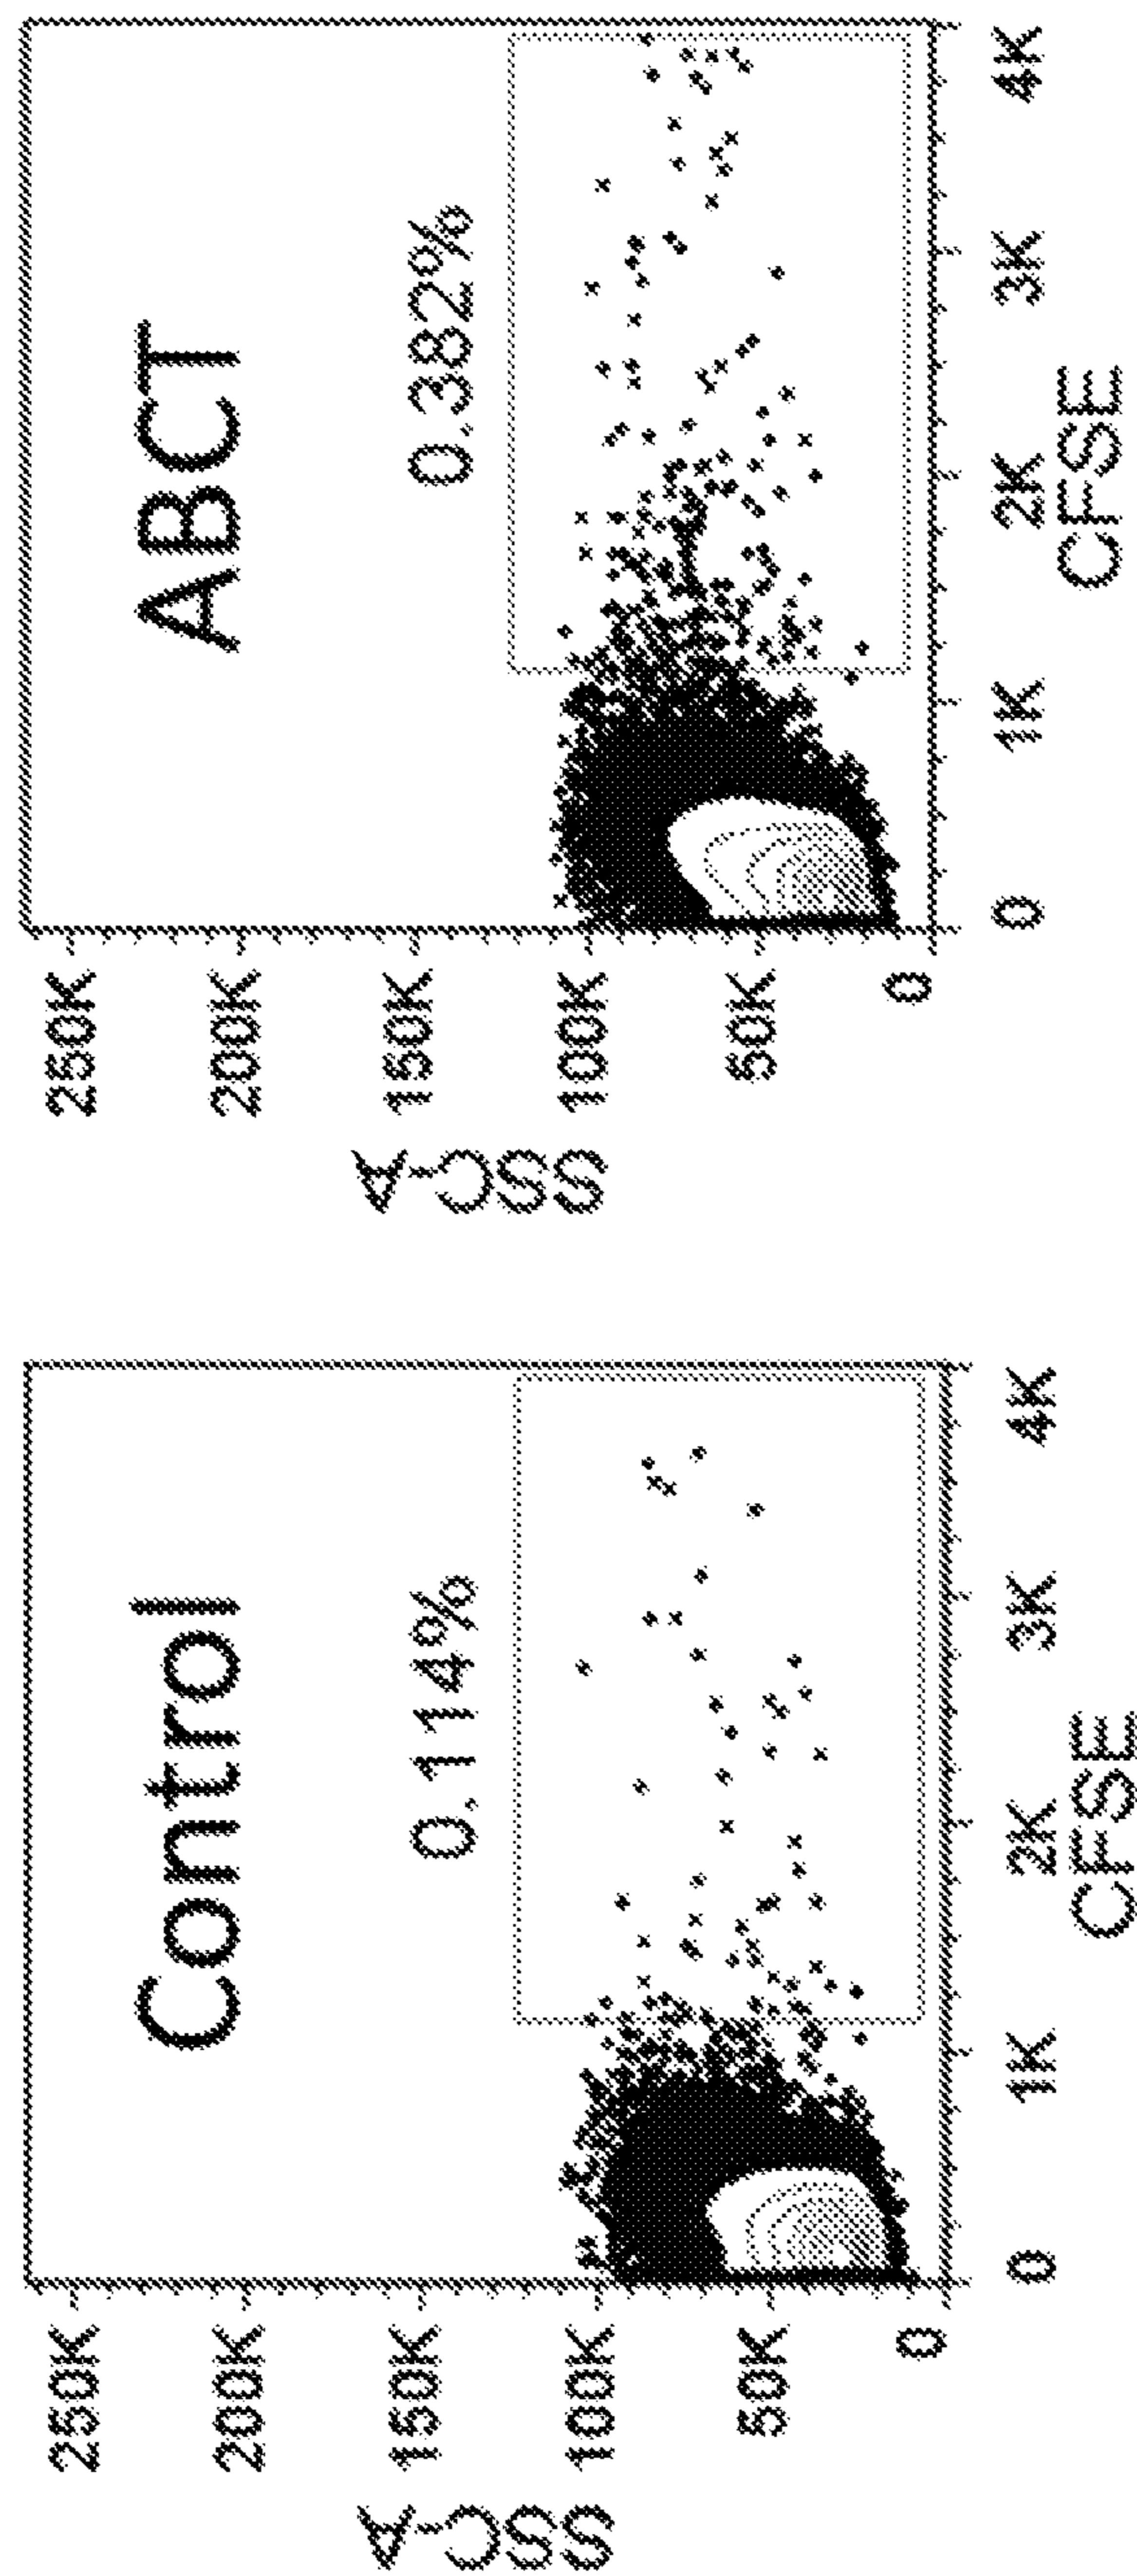 Control
0.114%
SSC-A
250K
200K
150K
100K
50K
0
0 1K 2K 3K 4K
CFSE
ABCT
0.382%
SSC-A
250K
200K
150K
100K
50K
0
0 1K 2K 3K 4K
CFSE